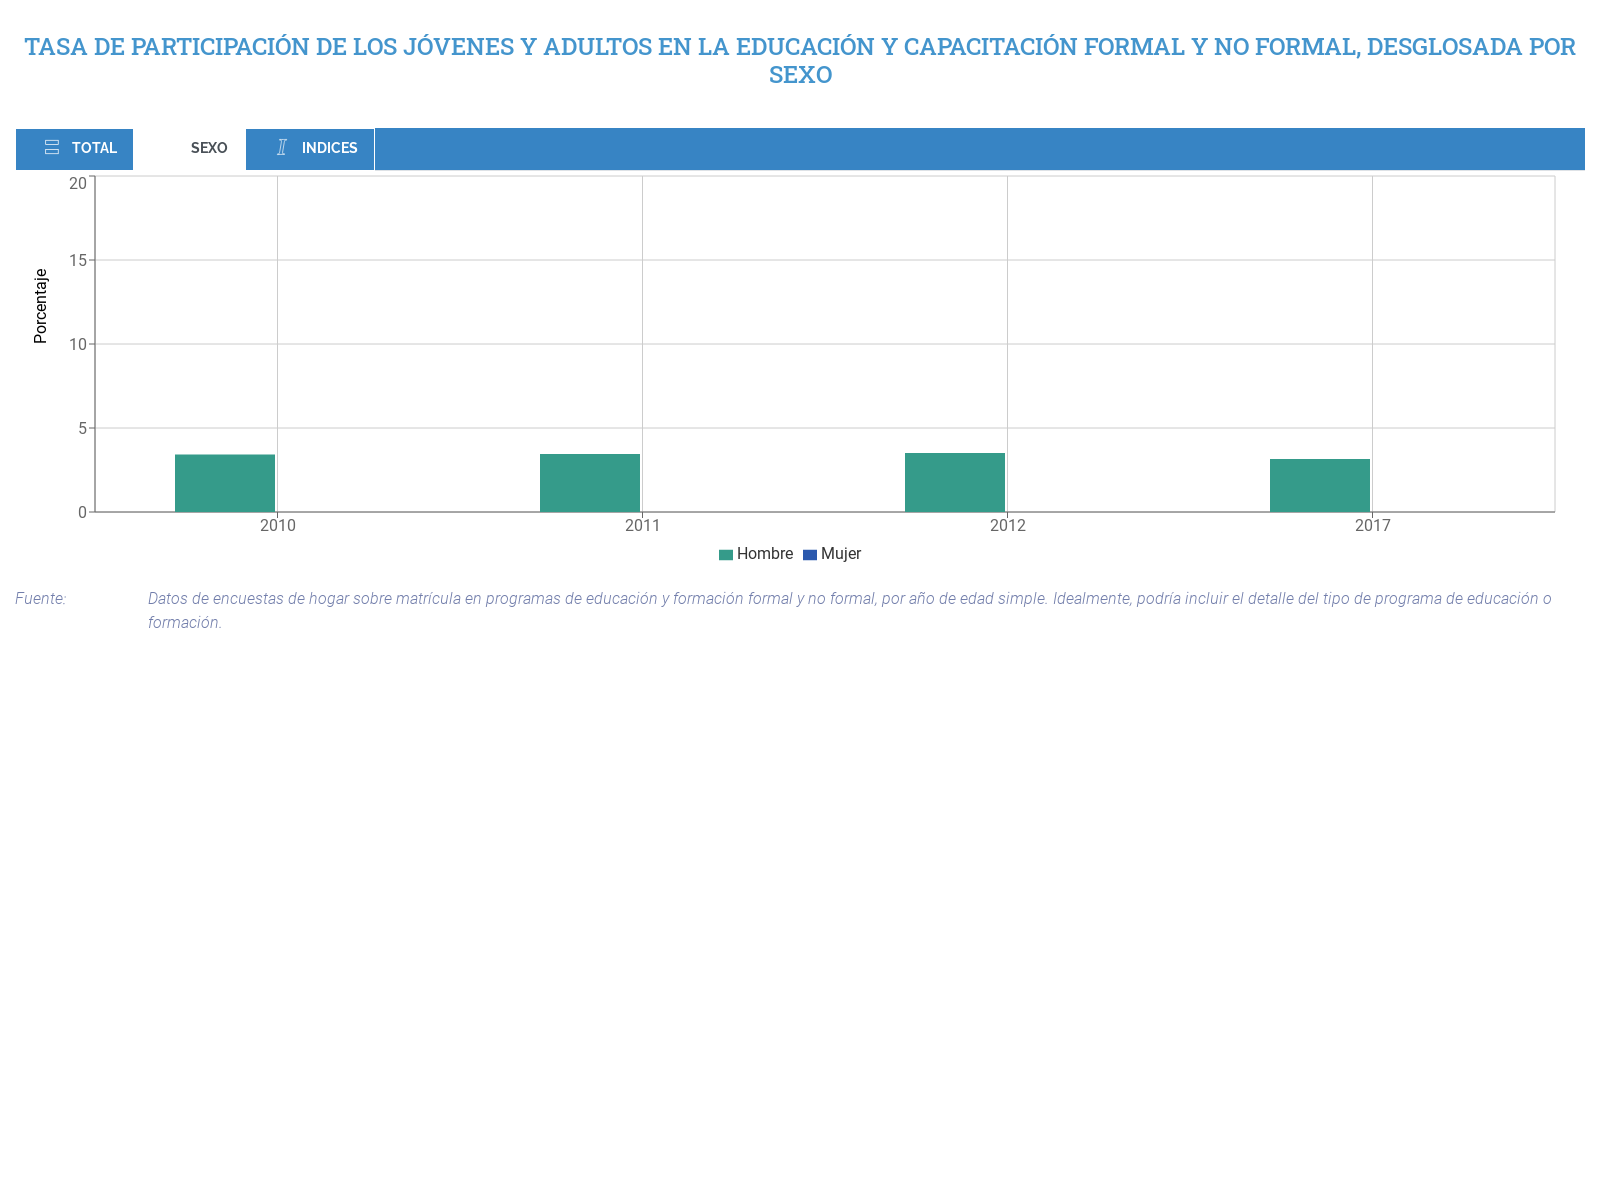 TASA DE PARTICIPACIÓN DE LOS JÓVENES Y ADULTOS EN LA EDUCACIÓN Y CAPACITACIÓN FORMAL Y NO FORMAL, DESGLOSADA POR
SEXO
TOTAL SEXO INDICES
20
15
10
5
0
Porcentaje
2010 2011 2012 2017
Hombre Mujer
Fuente: Datos de encuestas de hogar sobre matrícula en programas de educación y formación formal y no formal, por año de edad simple. Idealmente, podría incluir el detalle del tipo de programa de educación o
formación.